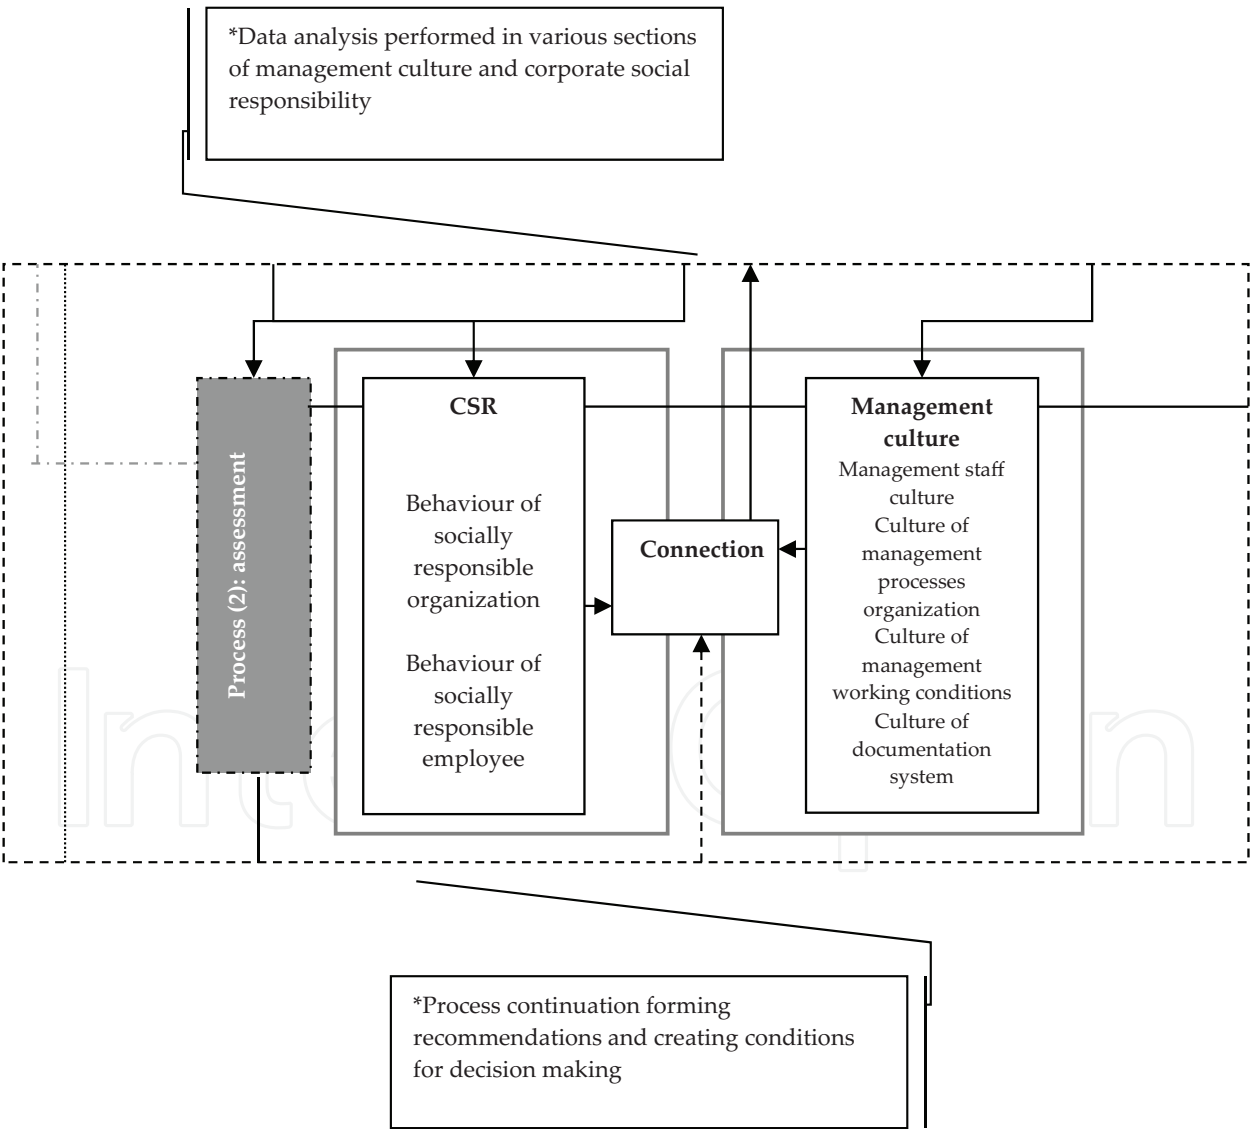 *Data analysis performed in various sections
of management culture and corporate social
responsibility
Process (2): assessment
CSR
Behaviour of
socially
responsible
organization
Behaviour of
socially
responsible
employee
Connection
Management
culture
Management staff
culture
Culture of
management
processes
organization
Culture of
management
working conditions
Culture of
documentation
system
*Process continuation forming
recommendations and creating conditions
for decision making